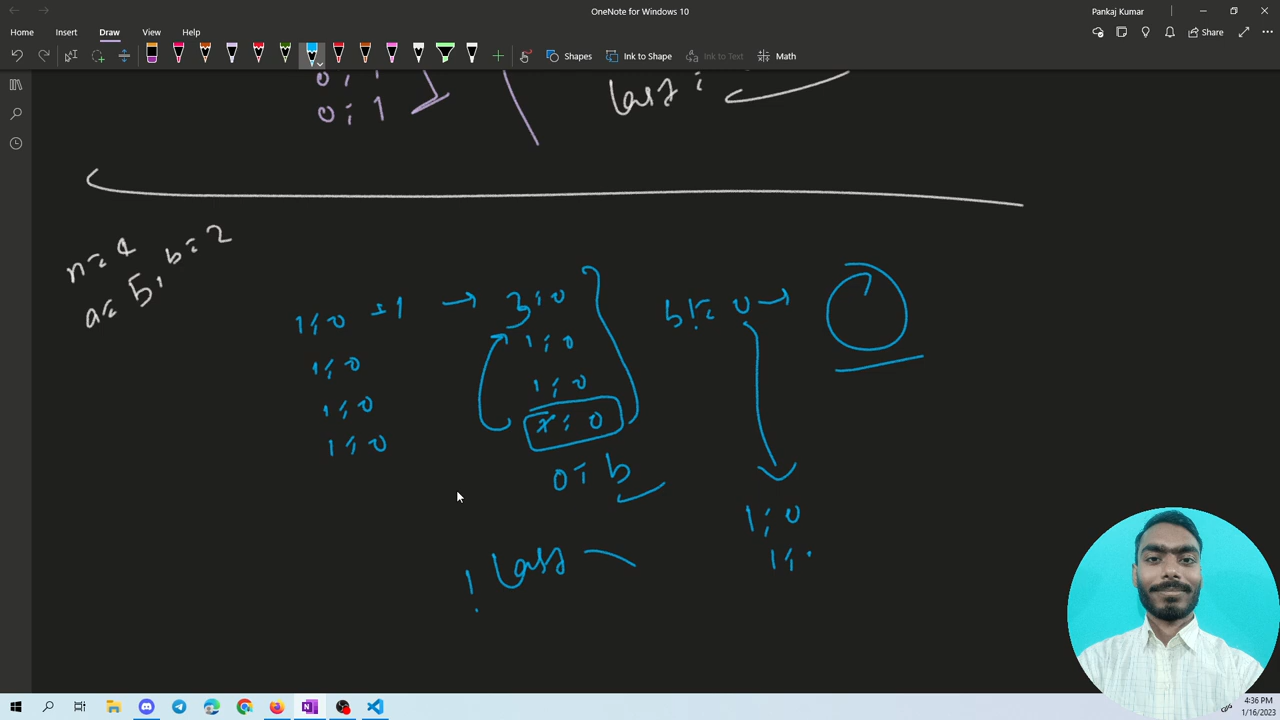 OneNote for Windows 10
Pankaj Kumar
Home Insert Draw View Help
Share
Shapes Ink to Shape Ink to Text Math
0 : 1
last :
n = 4
a = 5, b = 2
1 : 0 = 1 → 3 : 0
1 : 0
1 : 0
1 : 0
1 : 0
1 : 0
0 : b
b != 0 →
1 : 0
! Last
4:36 PM
1/16/2023